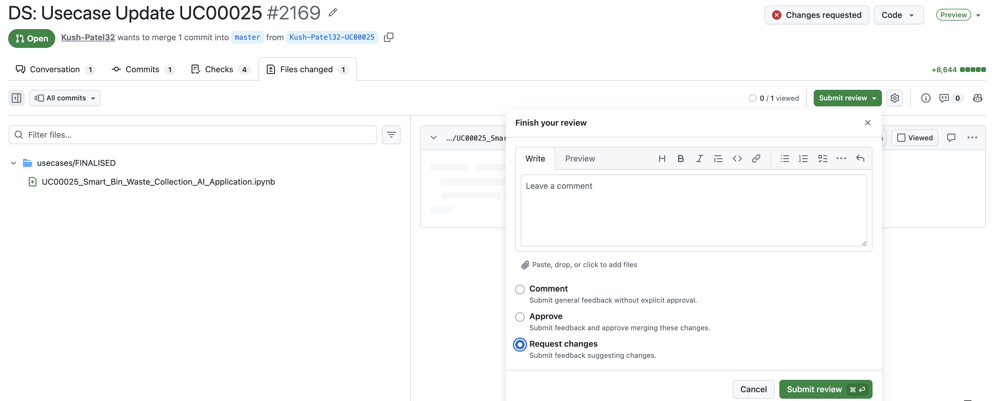 DS: Usecase Update UC00025 #2169
Changes requested
Code
Preview
Open
Kush-Patel32 wants to merge 1 commit into master from Kush-Patel32-UC00025
Conversation 1
Commits 1
Checks 4
Files changed 1
+8,644
All commits
0 / 1 viewed
Submit review
0
Filter files...
usecases/FINALISED
UC00025_Smart_Bin_Waste_Collection_AI_Application.ipynb
.../UC00025_Smar
Viewed
Finish your review
Write
Preview
Leave a comment
Paste, drop, or click to add files
Comment
Submit general feedback without explicit approval.
Approve
Submit feedback and approve merging these changes.
Request changes
Submit feedback suggesting changes.
Cancel
Submit review ⌘ ⏎